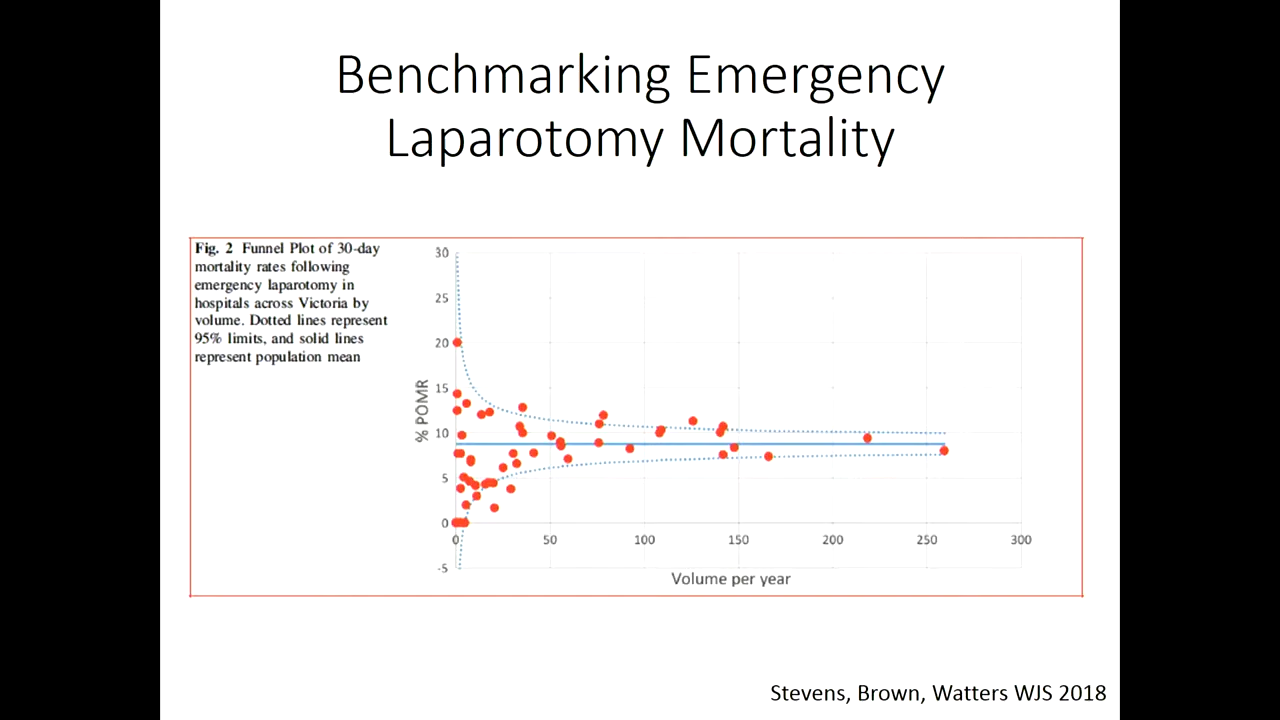 Benchmarking Emergency
Laparotomy Mortality
Fig. 2 Funnel Plot of 30-day
mortality rates following
emergency laparotomy in
hospitals across Victoria by
volume. Dotted lines represent
95% limits, and solid lines
represent population mean
% POMR
30
25
20
15
10
5
0
-5
0 50 100 150 200 250 300
Volume per year
Stevens, Brown, Watters WJS 2018